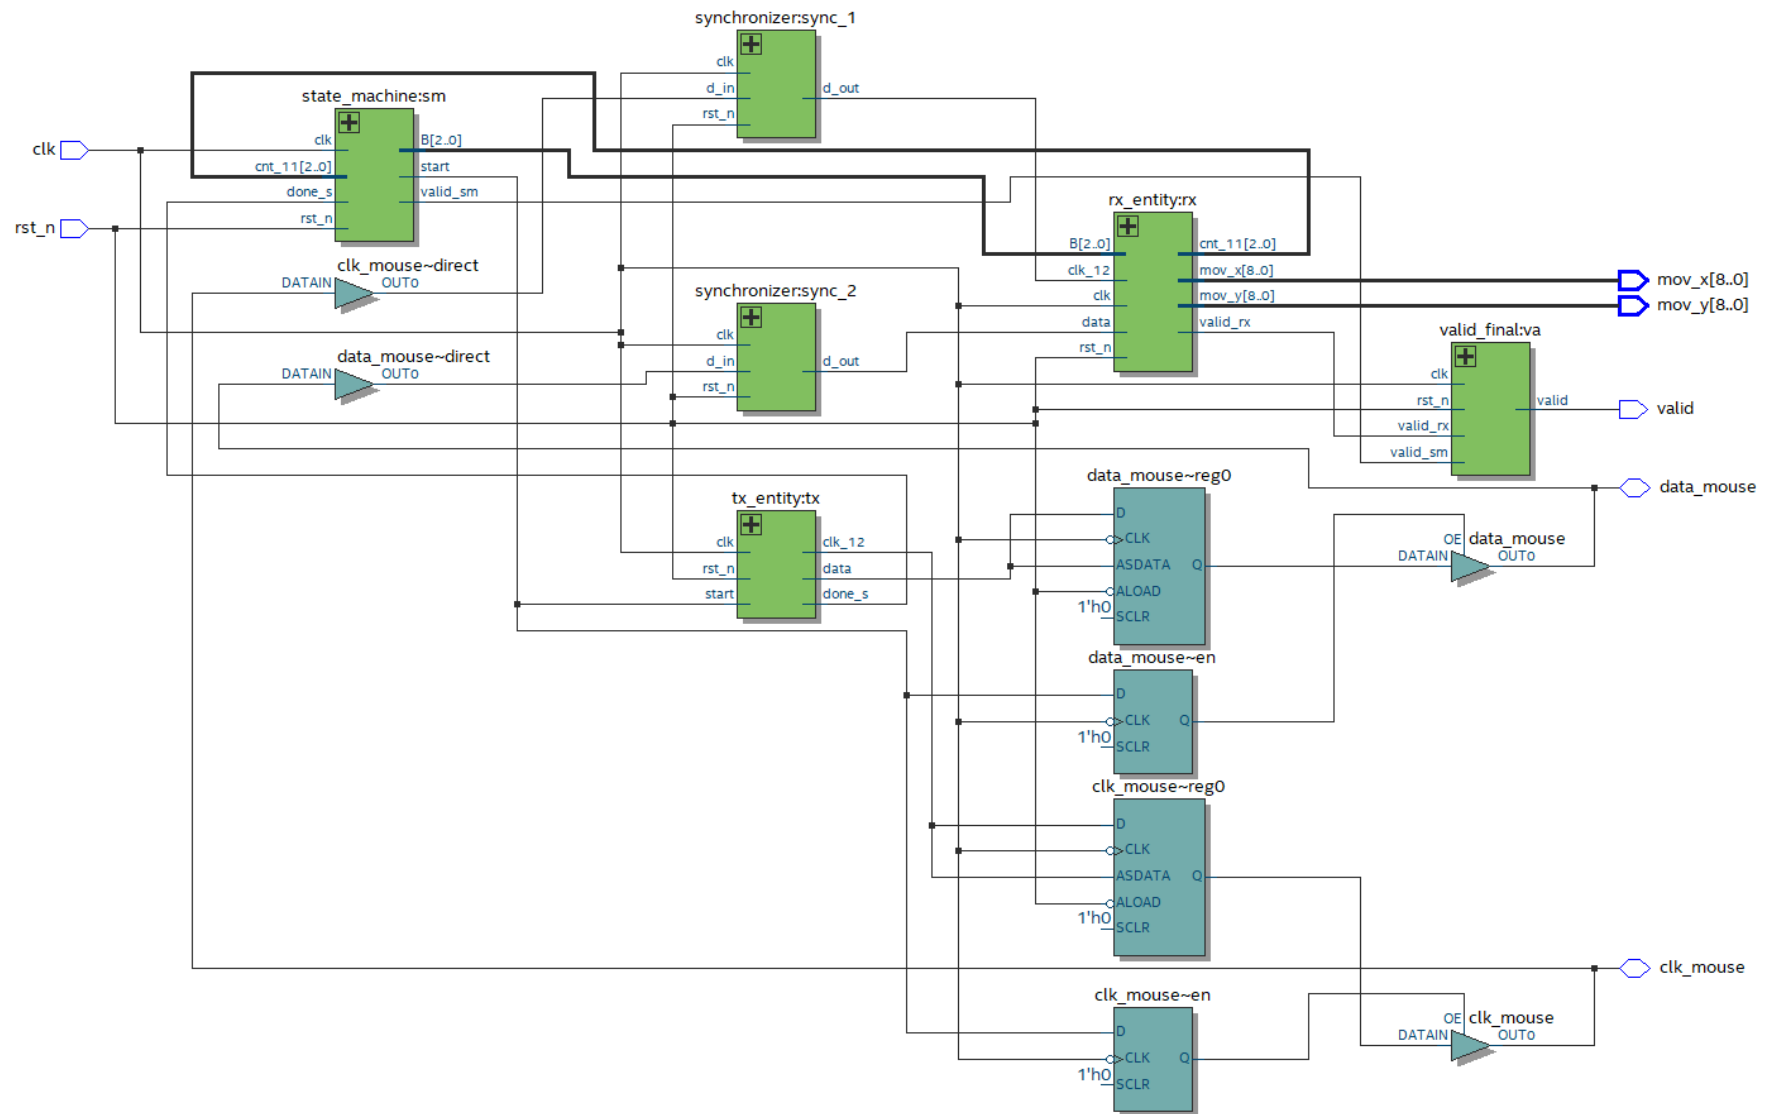 synchronizer:sync_1
clk
d_in
rst_n
d_out
state_machine:sm
clk
cnt_11[2..0]
done_s
rst_n
B[2..0]
start
valid_sm
clk
rst_n
clk_mouse~direct
DATAIN
OUT0
synchronizer:sync_2
clk
d_in
rst_n
d_out
data_mouse~direct
DATAIN
OUT0
rx_entity:rx
B[2..0]
clk_12
clk
data
rst_n
cnt_11[2..0]
mov_x[8..0]
mov_y[8..0]
valid_rx
mov_x[8..0]
mov_y[8..0]
valid_final:va
clk
rst_n
valid_rx
valid_sm
valid
valid
tx_entity:tx
clk
rst_n
start
clk_12
data
done_s
data_mouse~reg0
D
CLK
ASDATA
ALOAD
1'h0
SCLR
Q
data_mouse
OE
data_mouse
DATAIN
OUT0
data_mouse~en
D
CLK
1'h0
SCLR
Q
clk_mouse~reg0
D
CLK
ASDATA
ALOAD
1'h0
SCLR
Q
clk_mouse
clk_mouse~en
D
CLK
1'h0
SCLR
Q
OE
clk_mouse
DATAIN
OUT0